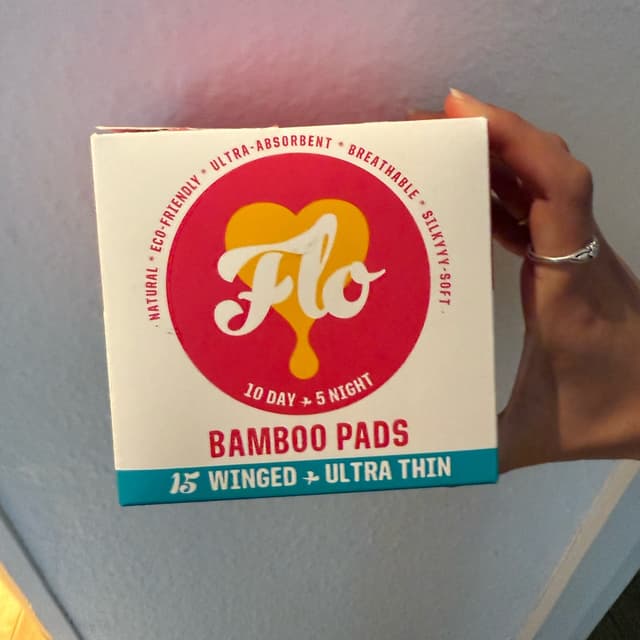 NATURAL * ECO-FRIENDLY * ULTRA-ABSORBENT * BREATHABLE * SILKYYY-SOFT
Flo
10 DAY + 5 NIGHT
BAMBOO PADS
15 WINGED + ULTRA THIN